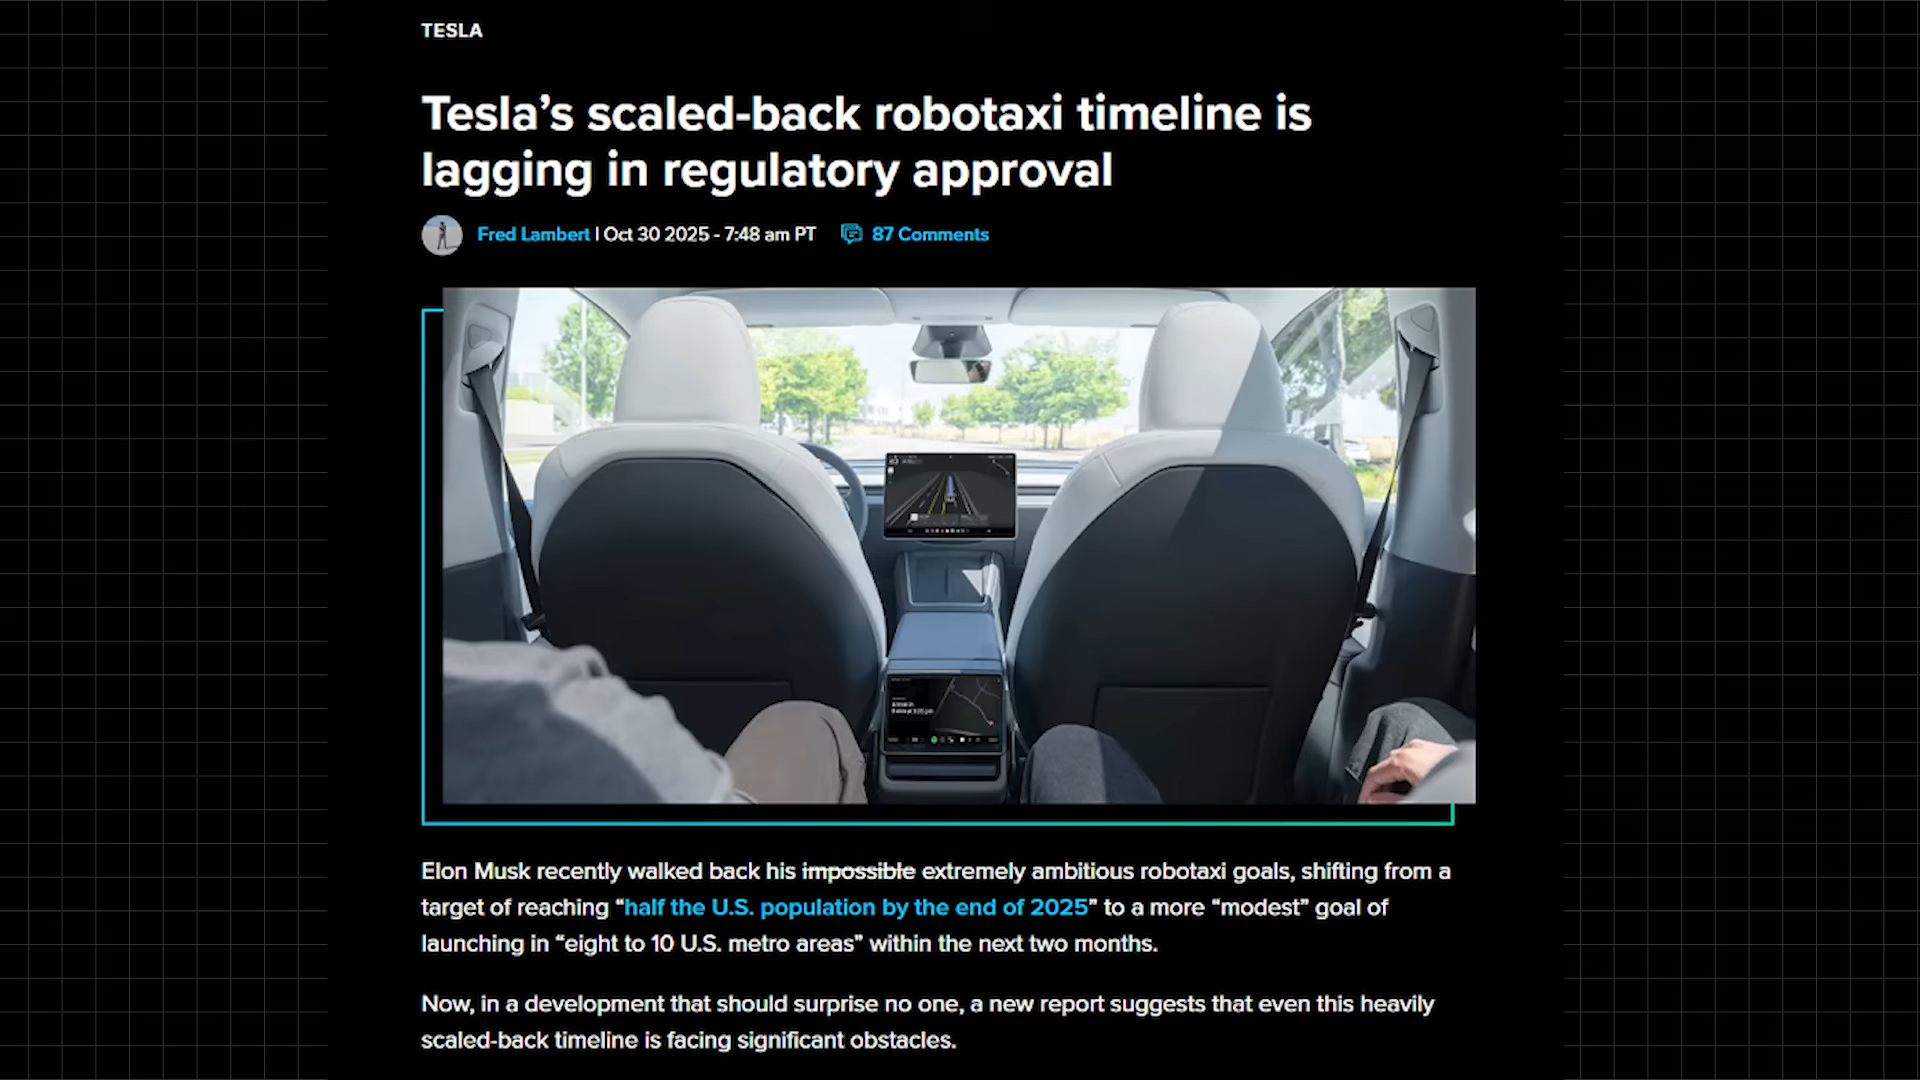 TESLA
Tesla’s scaled-back robotaxi timeline is
lagging in regulatory approval
Fred Lambert | Oct 30 2025 - 7:48 am PT 87 Comments
Elon Musk recently walked back his impossible extremely ambitious robotaxi goals, shifting from a
target of reaching “half the U.S. population by the end of 2025” to a more “modest” goal of
launching in “eight to 10 U.S. metro areas” within the next two months.
Now, in a development that should surprise no one, a new report suggests that even this heavily
scaled-back timeline is facing significant obstacles.